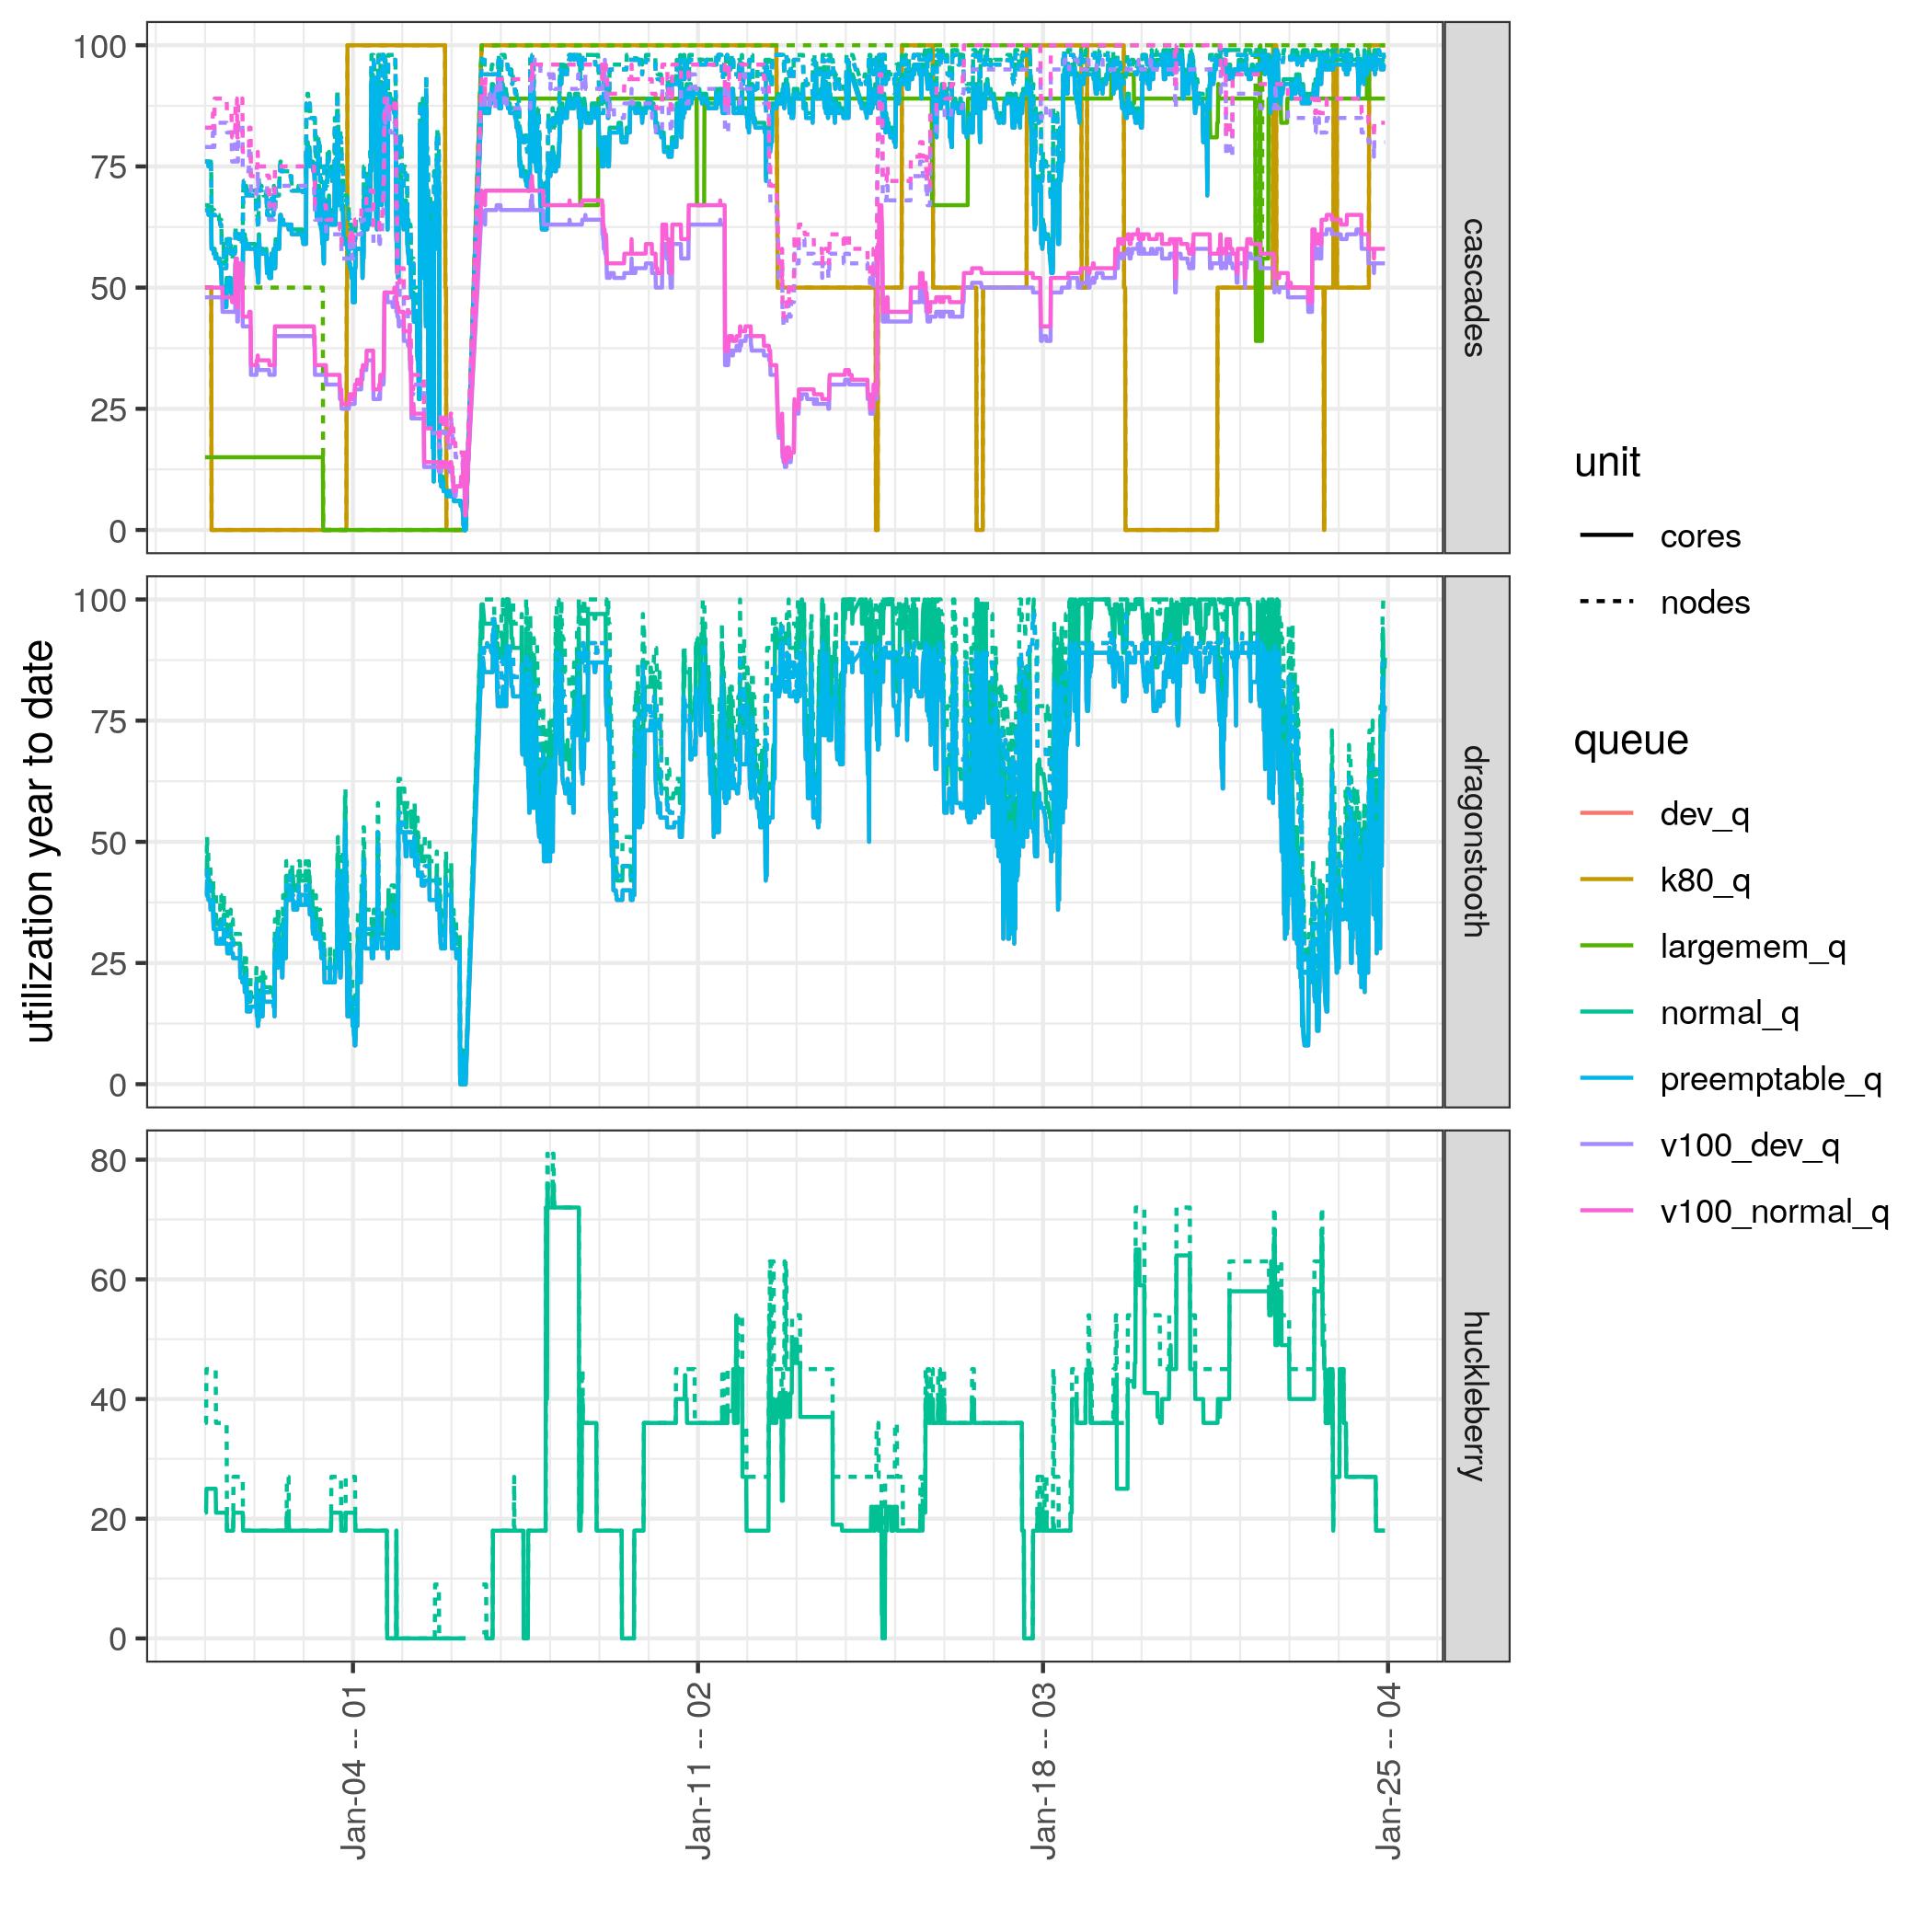 utilization year to date
100
75
50
25
0
cascades
100
75
50
25
0
dragonstooth
80
60
40
20
0
huckleberry
Jan-04 -- 01
Jan-11 -- 02
Jan-18 -- 03
Jan-25 -- 04
unit
cores
nodes
queue
dev_q
k80_q
largemem_q
normal_q
preemptable_q
v100_dev_q
v100_normal_q